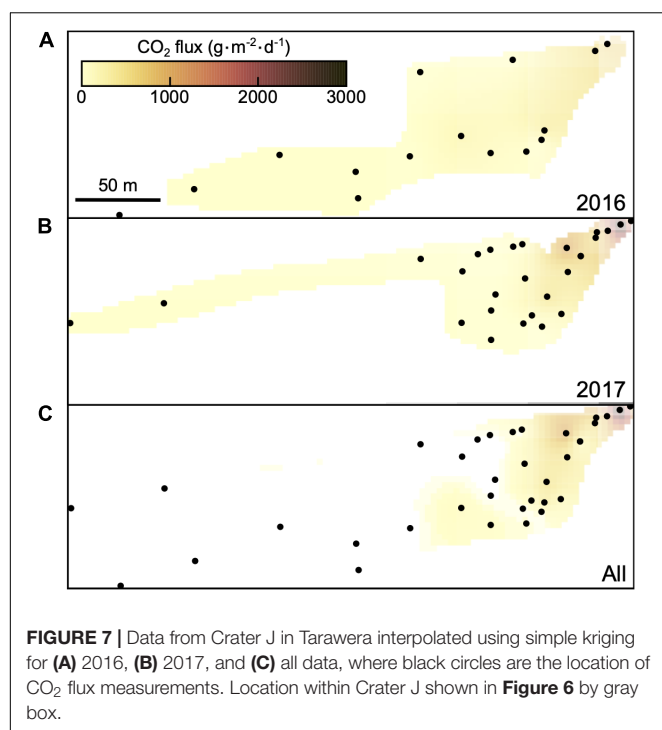 A
CO₂ flux (g·m⁻²·d⁻¹)
0 1000 2000 3000
50 m
2016
B
2017
C
All
FIGURE 7 | Data from Crater J in Tarawera interpolated using simple kriging
for (A) 2016, (B) 2017, and (C) all data, where black circles are the location of
CO₂ flux measurements. Location within Crater J shown in Figure 6 by gray
box.